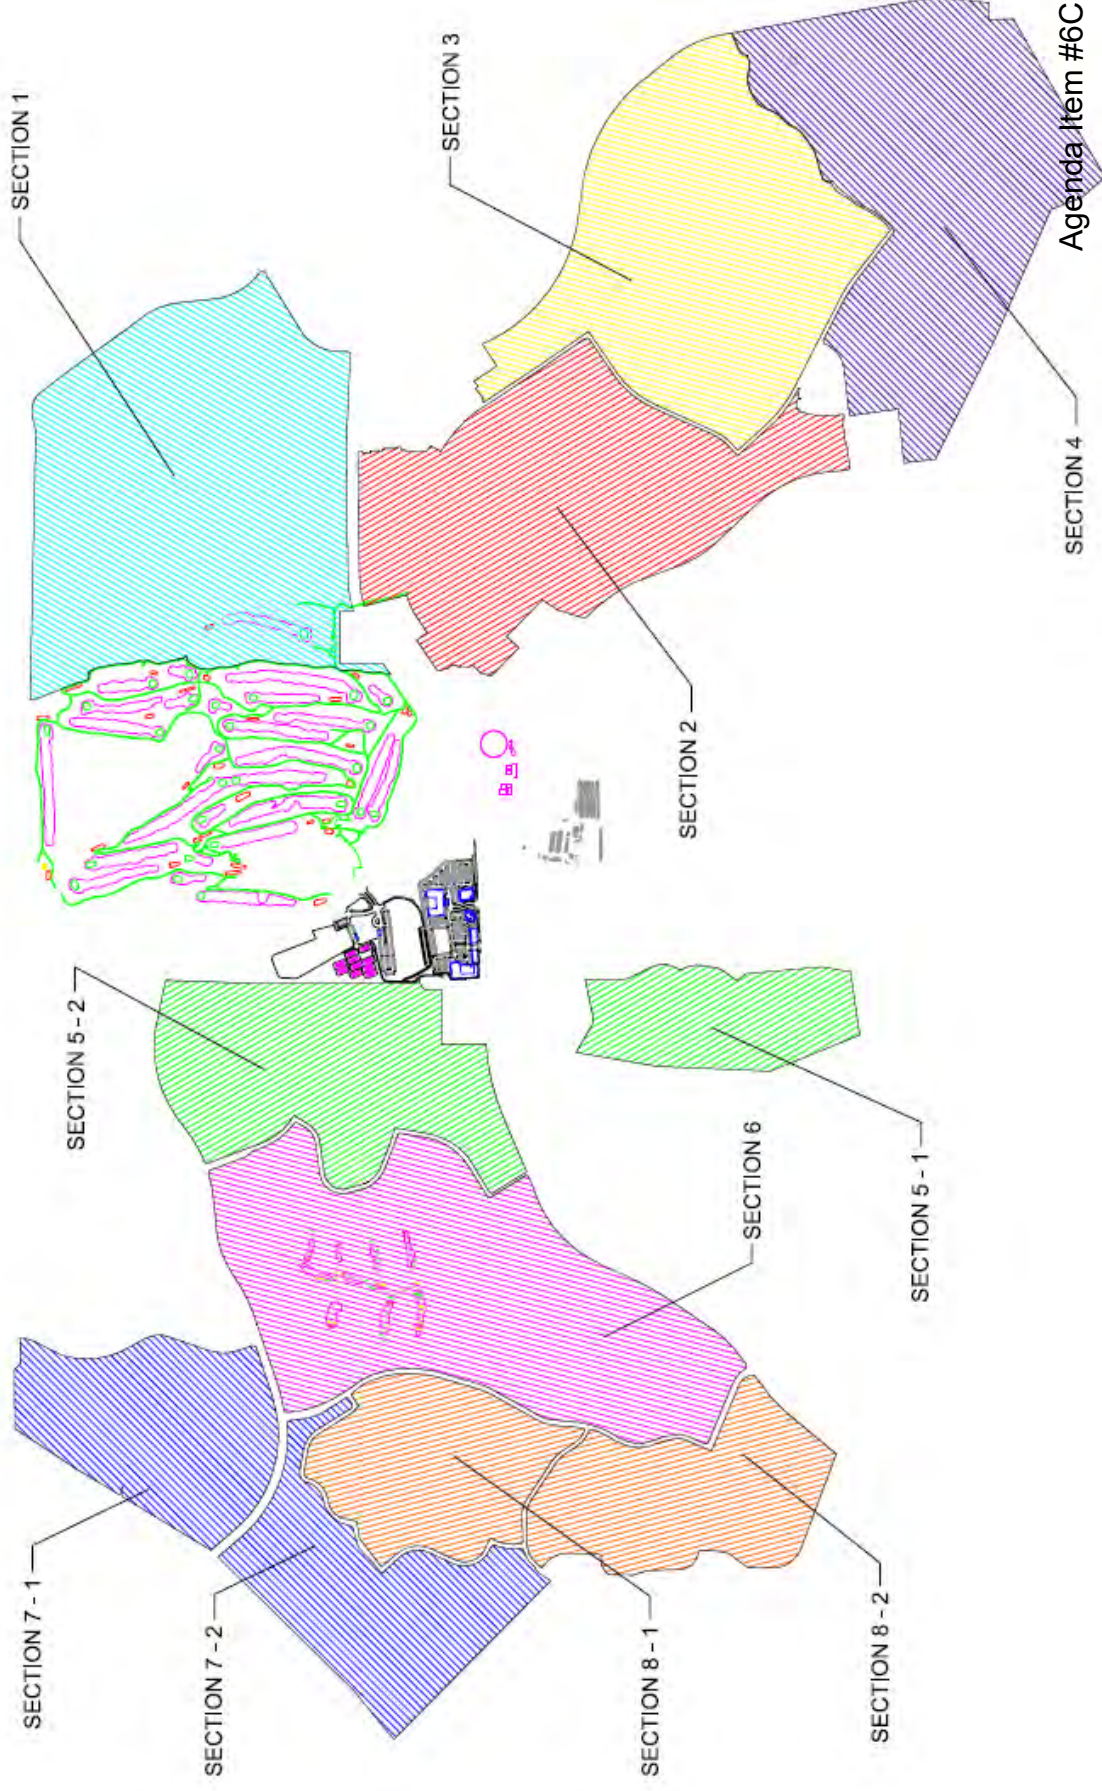 SECTION 1
SECTION 3
Agenda Item #6C
SECTION 4
SECTION 2
SECTION 5 - 2
SECTION 6
SECTION 5 - 1
SECTION 7 - 1
SECTION 7 - 2
SECTION 8 - 1
SECTION 8 - 2